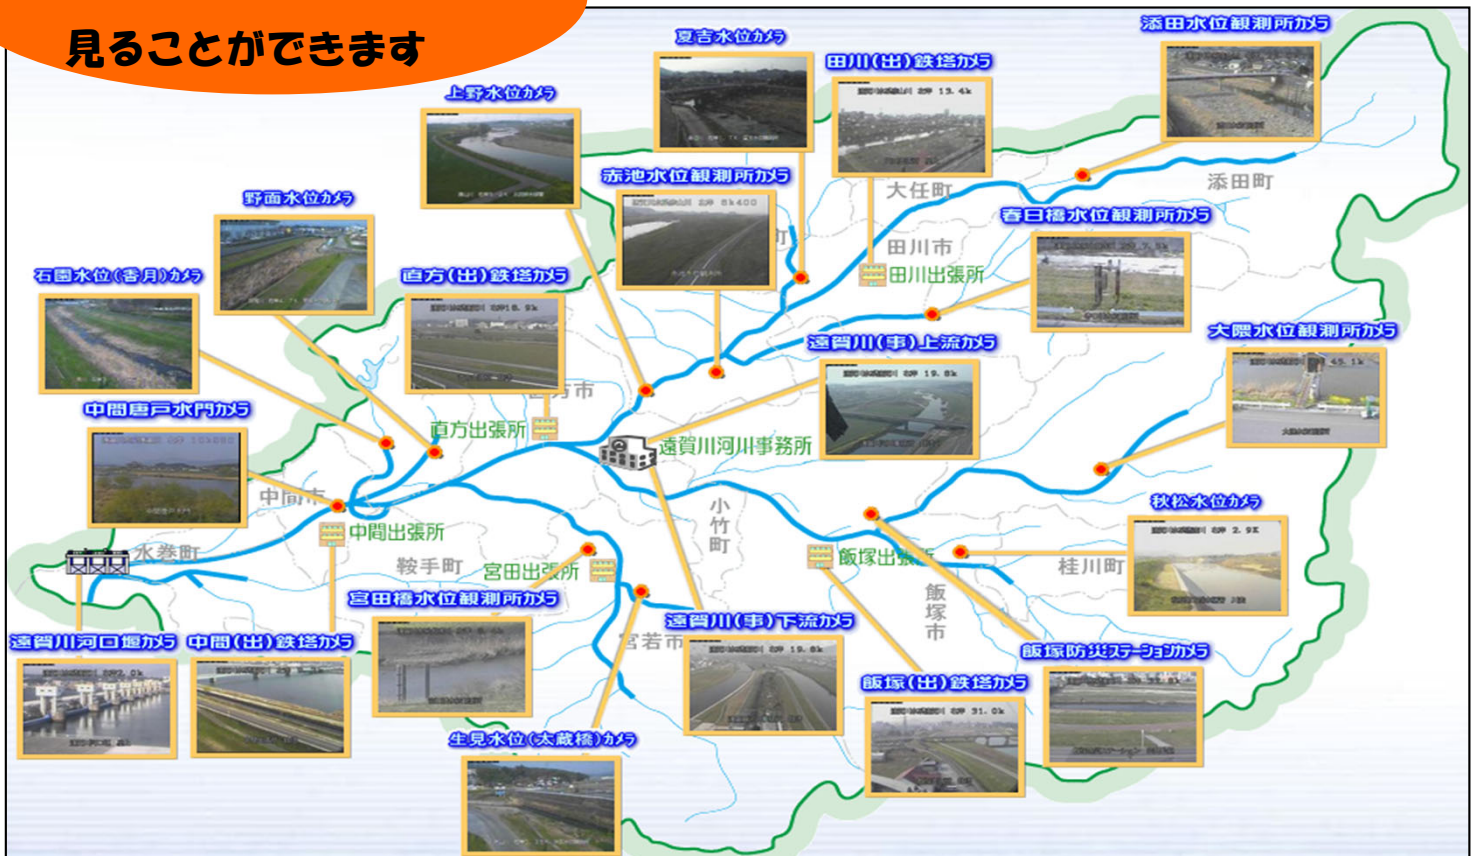 見ることができます
添田水位観測所カメラ
夏吉水位カメラ
田川(出)鉄塔カメラ
上野水位カメラ
赤池水位観測所カメラ
大任町
添田町
野面水位カメラ
春日橋水位観測所カメラ
町
田川市
石園水位(香月)カメラ
直方(出)鉄塔カメラ
田川出張所
遠賀川(事)上流カメラ
大隈水位観測所カメラ
中間唐戸水門カメラ
直方出張所
遠賀川河川事務所
中間市
小竹町
秋松水位カメラ
水巻町
中間出張所
鞍手町
宮田出張所
飯塚出張所
桂川町
飯塚市
宮田橋水位観測所カメラ
遠賀川河口堰カメラ
中間(出)鉄塔カメラ
宮若市
遠賀川(事)下流カメラ
飯塚防災ステーションカメラ
飯塚(出)鉄塔カメラ
生見水位(太蔵橋)カメラ